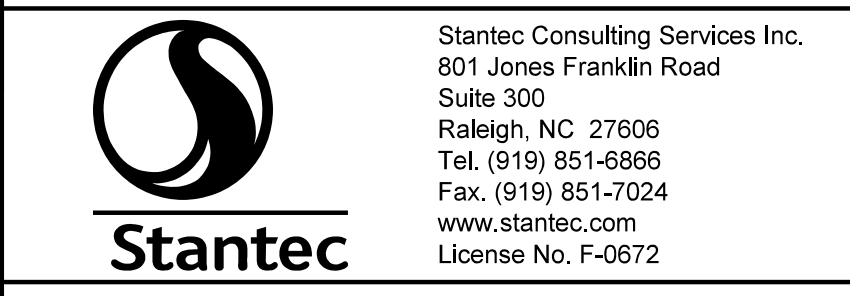 Stantec
Stantec Consulting Services Inc.
801 Jones Franklin Road
Suite 300
Raleigh, NC  27606
Tel. (919) 851-6866
Fax. (919) 851-7024
www.stantec.com
License No. F-0672